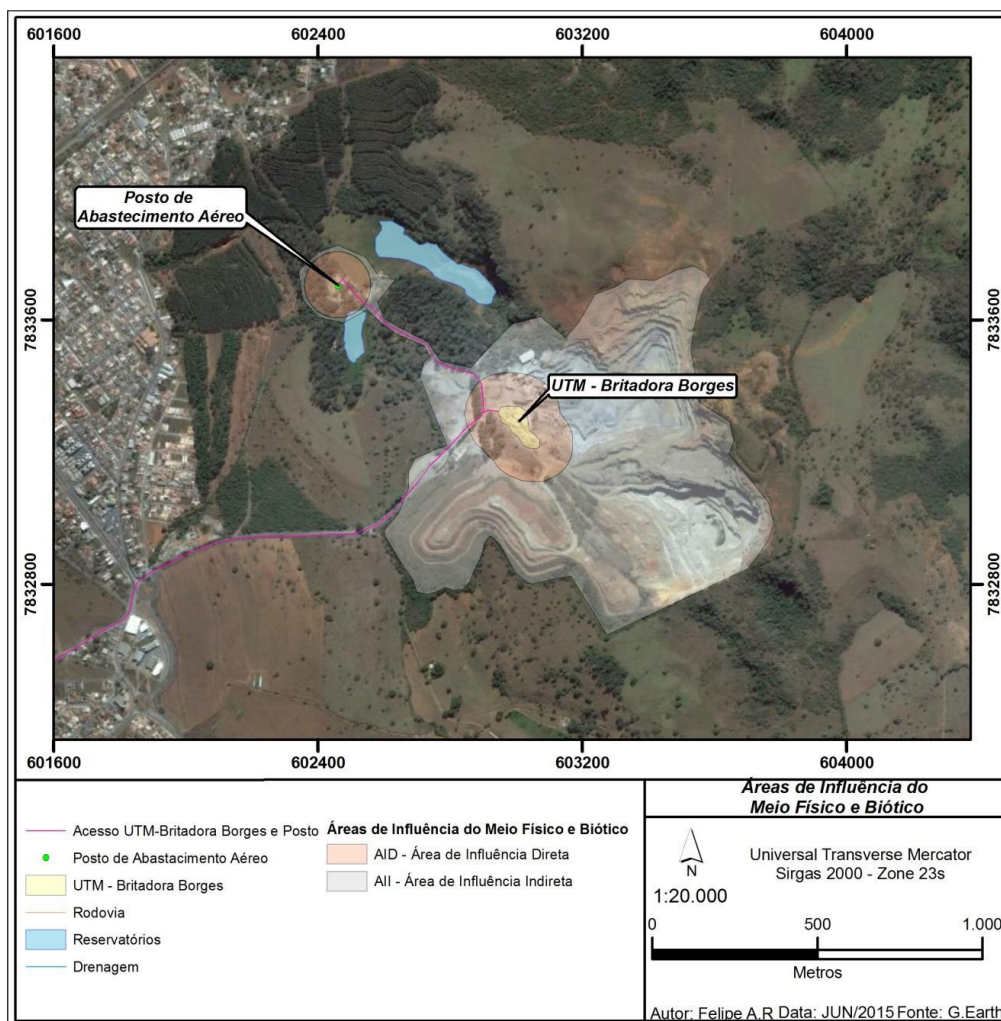 601600
602400
603200
604000
Posto de
Abastecimento Aéreo
7833600
7833600
UTM - Britadora Borges
7832800
7832800
601600
602400
603200
604000
Acesso UTM-Britadora Borges e Posto
Posto de Abastacimento Aéreo
UTM - Britadora Borges
Rodovia
Reservatórios
Drenagem
Áreas de Influência do Meio Físico e Biótico
AID - Área de Influência Direta
AII - Área de Influência Indireta
Áreas de Influência do
Meio Físico e Biótico
N
1:20.000
Universal Transverse Mercator
Sirgas 2000 - Zone 23s
0 500 1.000
Metros
Autor: Felipe A.R Data: JUN/2015 Fonte: G.Earth